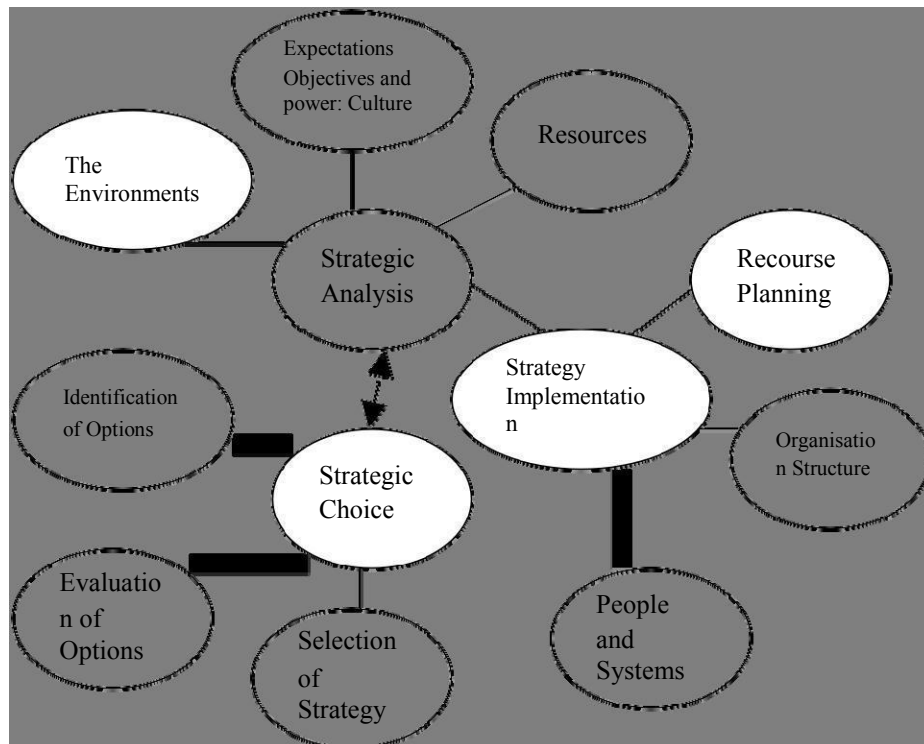 Expectations
Objectives and
power: Culture
Resources
The
Environments
Strategic
Analysis
Recourse
Planning
Strategy
Implementatio
n
Identification
of Options
Organisatio
n Structure
Strategic
Choice
Evaluatio
n of
Options
People
and
Systems
Selection
of
Strategy